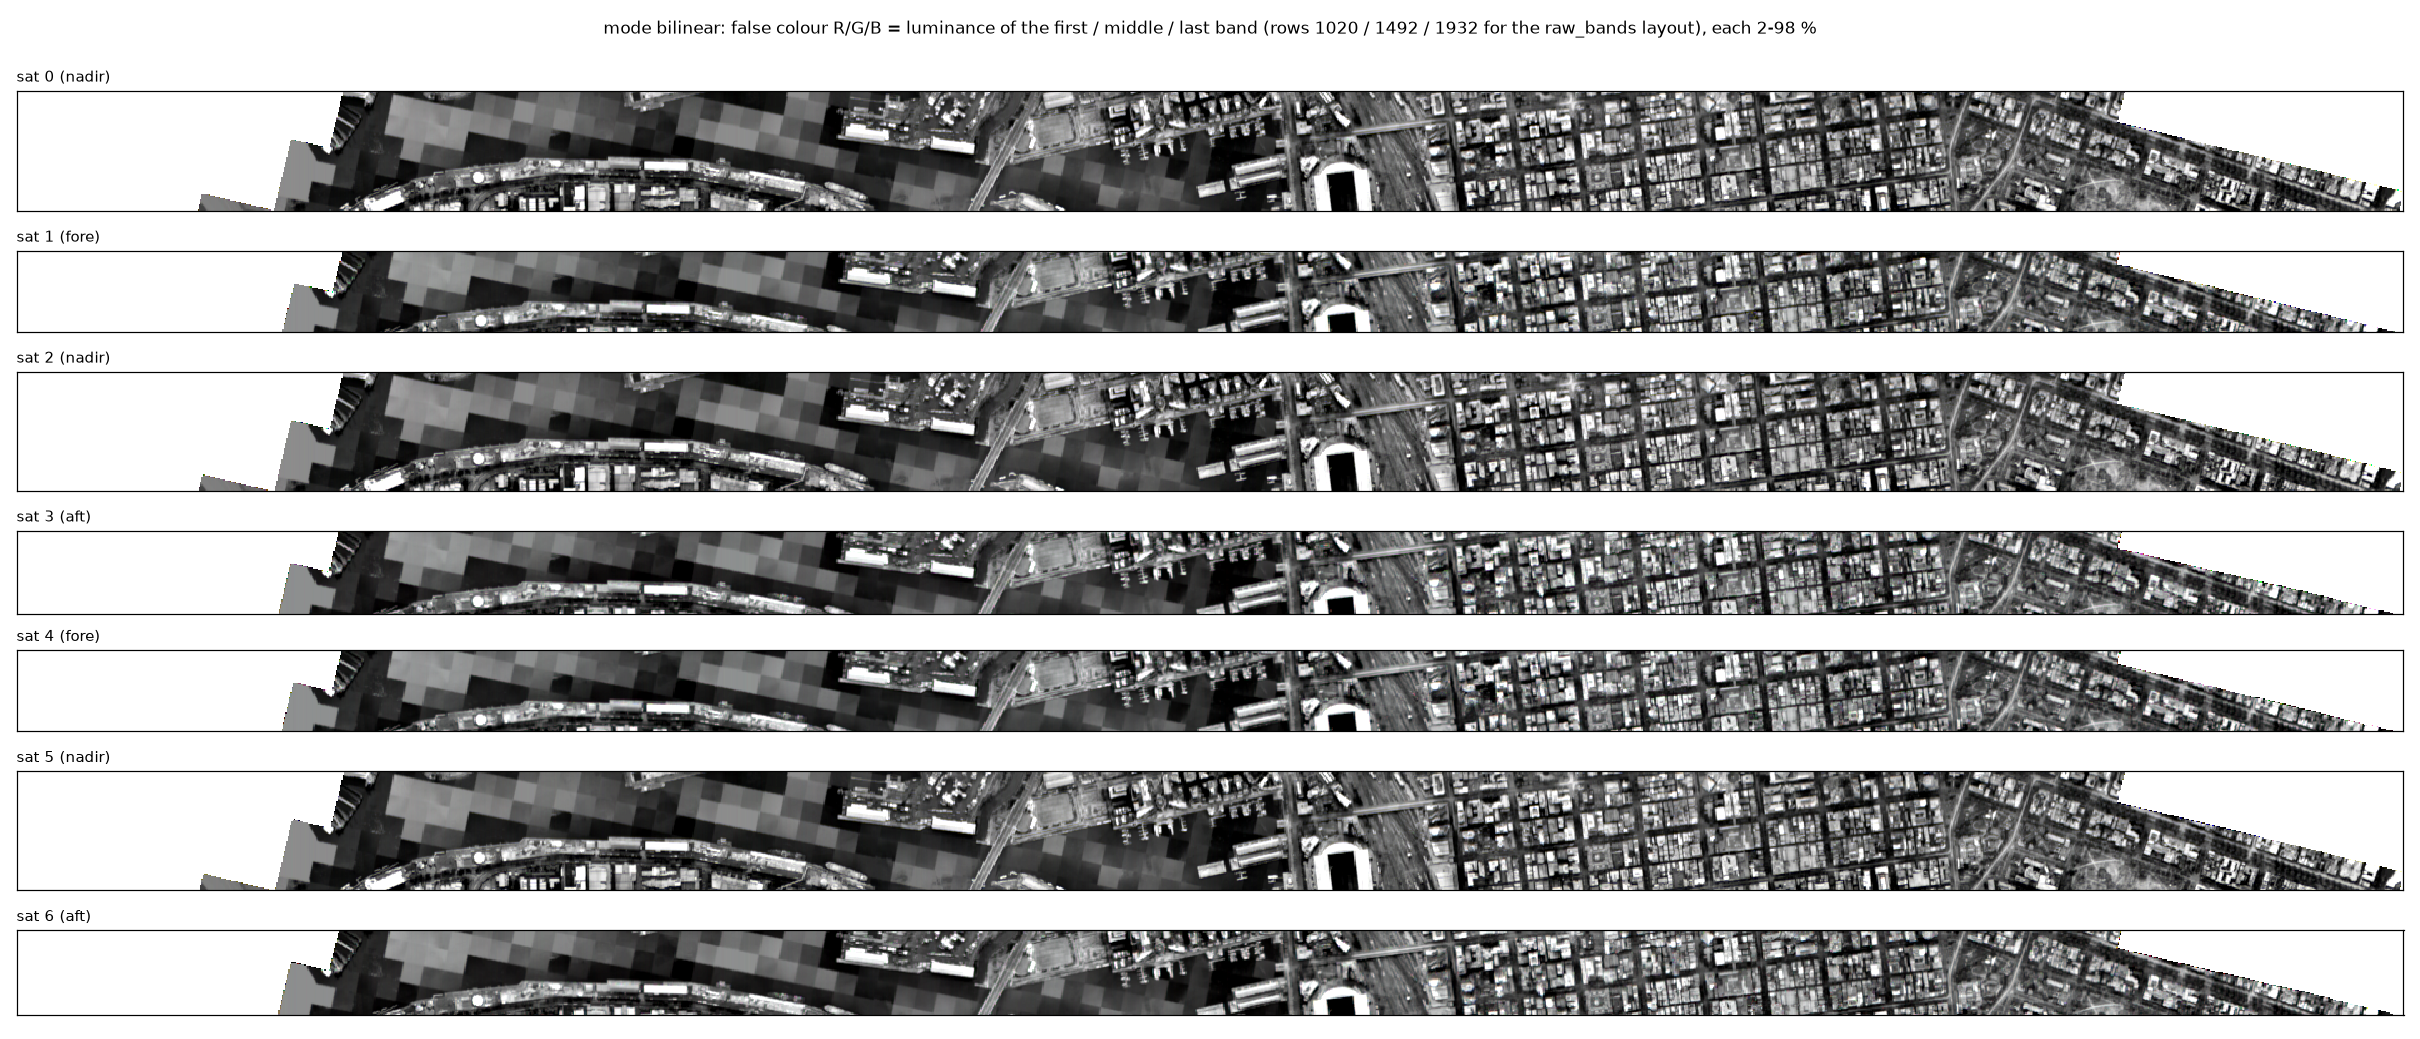 mode bilinear: false colour R/G/B = luminance of the first / middle / last band (rows 1020 / 1492 / 1932 for the raw_bands layout), each 2-98 %
sat 0 (nadir)
sat 1 (fore)
sat 2 (nadir)
sat 3 (aft)
sat 4 (fore)
sat 5 (nadir)
sat 6 (aft)